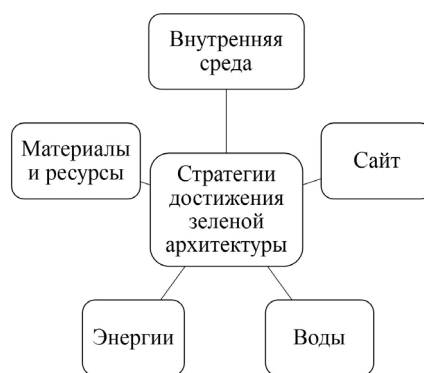 Внутренняя
среда
Материалы
и ресурсы
Стратегии
достижения
зеленой
архитектуры
Сайт
Энергии
Воды